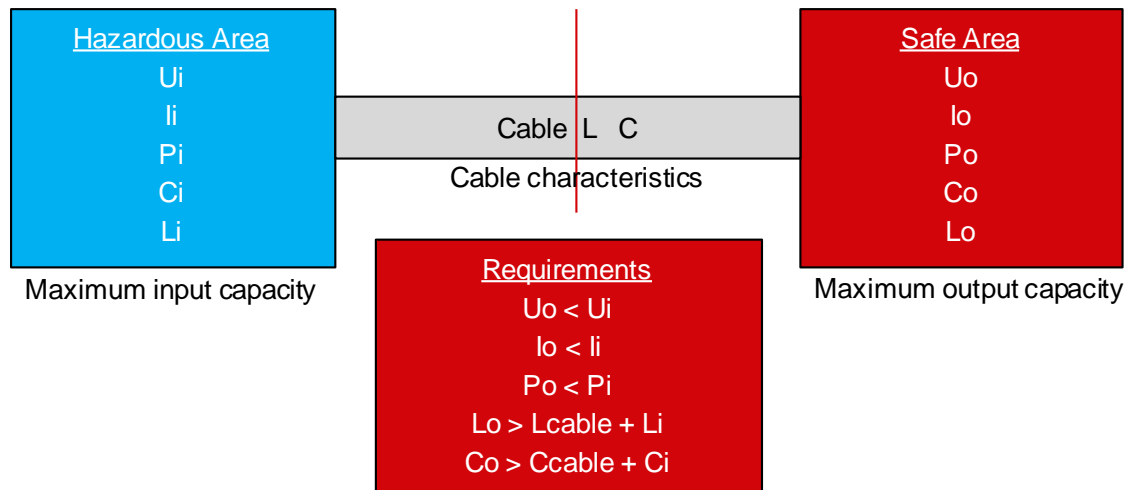 Hazardous Area
Ui
Ii
Pi
Ci
Li
Maximum input capacity
Cable L C
Cable characteristics
Safe Area
Uo
Io
Po
Co
Lo
Maximum output capacity
Requirements
Uo < Ui
Io < Ii
Po < Pi
Lo > Lcable + Li
Co > Ccable + Ci